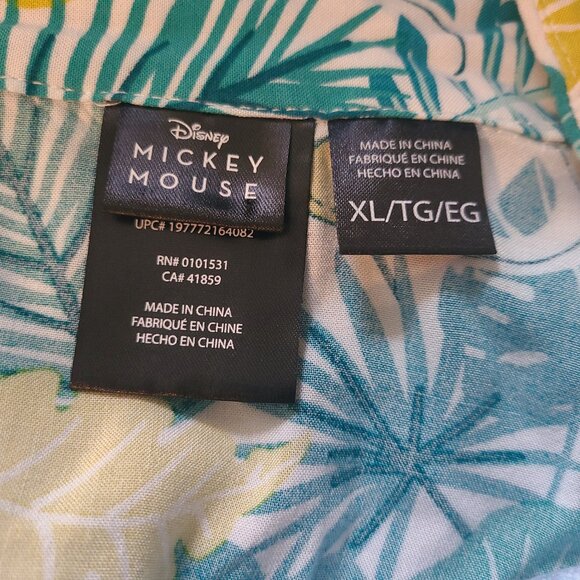 Disney
MICKEY
MOUSE
UPC# 197772164082
RN# 0101531
CA# 41859
MADE IN CHINA
FABRIQUÉ EN CHINE
HECHO EN CHINA
MADE IN CHINA
FABRIQUÉ EN CHINE
HECHO EN CHINA
XL/TG/EG